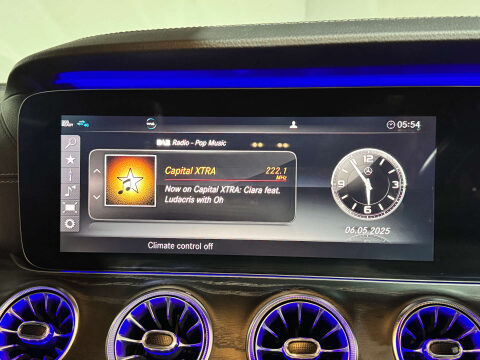 05:54
DAB Radio - Pop Music
Capital XTRA 222.1
MHz
Now on Capital XTRA: Ciara feat.
Ludacris with Oh
12
06.05.2025
Climate control off